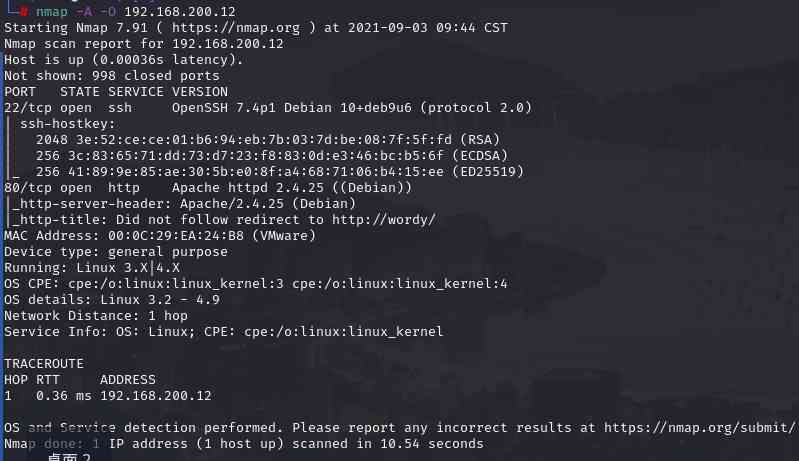 # nmap -A -O 192.168.200.12
Starting Nmap 7.91 ( https://nmap.org ) at 2021-09-03 09:44 CST
Nmap scan report for 192.168.200.12
Host is up (0.00036s latency).
Not shown: 998 closed ports
PORT   STATE SERVICE VERSION
22/tcp open  ssh     OpenSSH 7.4p1 Debian 10+deb9u6 (protocol 2.0)
| ssh-hostkey:
|   2048 3e:52:ce:ce:01:b6:94:eb:7b:03:7d:be:08:7f:5f:fd (RSA)
|   256 3c:83:65:71:dd:73:d7:23:f8:83:0d:e3:46:bc:b5:6f (ECDSA)
|_  256 41:89:9e:85:ae:30:5b:e0:8f:a4:68:71:06:b4:15:ee (ED25519)
80/tcp open  http    Apache httpd 2.4.25 ((Debian))
|_http-server-header: Apache/2.4.25 (Debian)
|_http-title: Did not follow redirect to http://wordy/
MAC Address: 00:0C:29:EA:24:B8 (VMware)
Device type: general purpose
Running: Linux 3.X|4.X
OS CPE: cpe:/o:linux:linux_kernel:3 cpe:/o:linux:linux_kernel:4
OS details: Linux 3.2 - 4.9
Network Distance: 1 hop
Service Info: OS: Linux; CPE: cpe:/o:linux:linux_kernel
TRACEROUTE
HOP RTT     ADDRESS
1   0.36 ms 192.168.200.12
OS and Service detection performed. Please report any incorrect results at https://nmap.org/submit/
Nmap done: 1 IP address (1 host up) scanned in 10.54 seconds
桌面 2